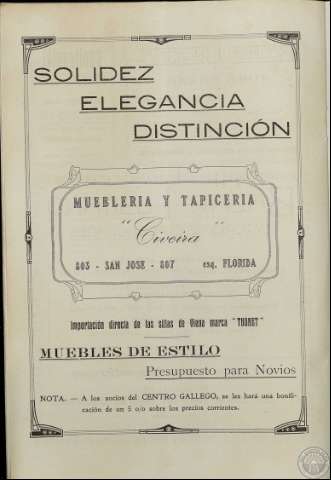 SOLIDEZ
ELEGANCIA
DISTINCIÓN
MUEBLERIA Y TAPICERIA
"Civeira"
803 - SAN JOSE - 807 esq. FLORIDA
Importación directa de las sillas de Viena marca "THONET"
MUEBLES DE ESTILO
Presupuesto para Novios
NOTA. — A los socios del CENTRO GALLEGO, se les hará una bonifi-
cación de un 5 o/o sobre los precios corrientes.